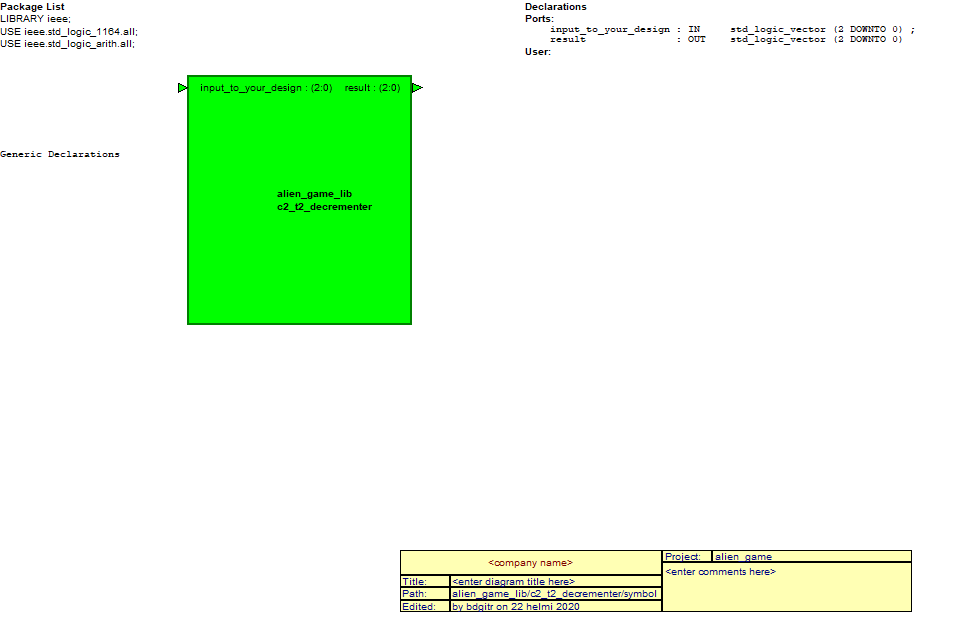 Package List
LIBRARY ieee;
USE ieee.std_logic_1164.all;
USE ieee.std_logic_arith.all;
Declarations
Ports:
input_to_your_design : IN std_logic_vector (2 DOWNTO 0) ;
result : OUT std_logic_vector (2 DOWNTO 0)
User:
input_to_your_design : (2:0) result : (2:0)
Generic Declarations
alien_game_lib
c2_t2_decrementer
<company name>
Title: <enter diagram title here>
Path: alien_game_lib/c2_t2_decrementer/symbol
Edited: by bdgitr on 22 helmi 2020
Project: alien_game
<enter comments here>